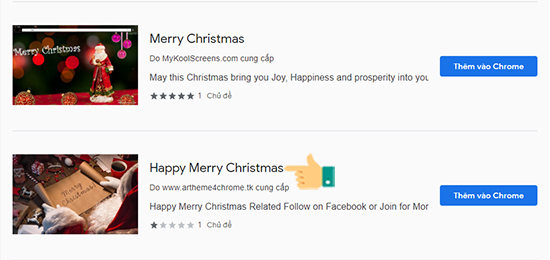 Merry Christmas
Merry Christmas
Do MyKoolScreens.com cung cấp
Thêm vào Chrome
May this Christmas bring you Joy, Happiness and prosperity into you
1 Chủ đề
Happy Merry Christmas
Merry Christmas!
Do www.artheme4chrome.tk cung cấp
Thêm vào Chrome
Happy Merry Christmas Related Follow on Facebook or Join for Mor
1 Chủ đề